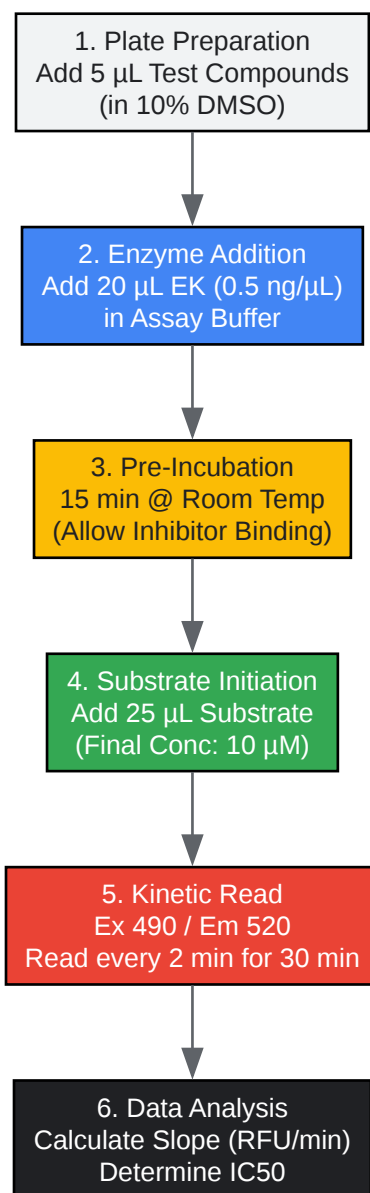 1. Plate Preparation
Add 5 µL Test Compounds
(in 10% DMSO)
2. Enzyme Addition
Add 20 µL EK (0.5 ng/µL)
in Assay Buffer
3. Pre-Incubation
15 min @ Room Temp
(Allow Inhibitor Binding)
4. Substrate Initiation
Add 25 µL Substrate
(Final Conc: 10 µM)
5. Kinetic Read
Ex 490 / Em 520
Read every 2 min for 30 min
6. Data Analysis
Calculate Slope (RFU/min)
Determine IC50